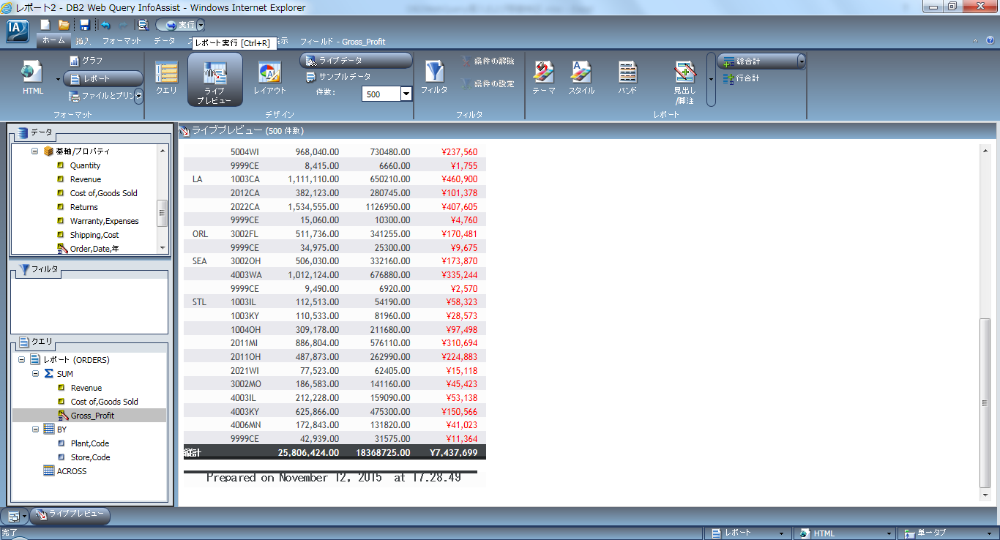 レポート2 - DB2 Web Query InfoAssist - Windows Internet Explorer
IA
実行
ホーム 挿入 フォーマット データ フィールド - Gross_Profit
レポート実行 [Ctrl+R]
HTML
グラフ
レポート
ファイルとプリン
フォーマット
クエリ
ライブ
プレビュー
レイアウト
ライブデータ
サンプルデータ
件数: 500
デザイン
フィルタ
条件の解除
条件の設定
フィルタ
テーマ
スタイル
バンド
見出し
/脚注
総合計
行合計
レポート
データ
基軸/プロパティ
Quantity
Revenue
Cost of,Goods Sold
Returns
Warranty,Expenses
Shipping,Cost
Order,Date,年
フィルタ
クエリ
レポート (ORDERS)
SUM
Revenue
Cost of,Goods Sold
Gross_Profit
BY
Plant,Code
Store,Code
ACROSS
ライブプレビュー (500 件数)
5004WI 968,040.00 730480.00 ¥237,560
9999CE 8,415.00 6660.00 ¥1,755
LA 1003CA 1,111,110.00 650210.00 ¥460,900
2012CA 382,123.00 280745.00 ¥101,378
2022CA 1,534,555.00 1126950.00 ¥407,605
9999CE 15,060.00 10300.00 ¥4,760
ORL 3002FL 511,736.00 341255.00 ¥170,481
9999CE 34,975.00 25300.00 ¥9,675
SEA 3002OH 506,030.00 332160.00 ¥173,870
4003WA 1,012,124.00 676880.00 ¥335,244
9999CE 9,490.00 6920.00 ¥2,570
STL 1003IL 112,513.00 54190.00 ¥58,323
1003KY 110,533.00 81960.00 ¥28,573
1004OH 309,178.00 211680.00 ¥97,498
2011MI 886,804.00 576110.00 ¥310,694
2011OH 487,873.00 262990.00 ¥224,883
2021WI 77,523.00 62405.00 ¥15,118
3002MO 186,583.00 141160.00 ¥45,423
4003IL 212,228.00 159090.00 ¥53,138
4003KY 625,866.00 475300.00 ¥150,566
4006MN 172,843.00 131820.00 ¥41,023
9999CE 42,939.00 31575.00 ¥11,364
総計 25,806,424.00 18368725.00 ¥7,437,699
Prepared on November 12, 2015 at 17.28.49
ライブプレビュー
完了
レポート
HTML
単一タブ